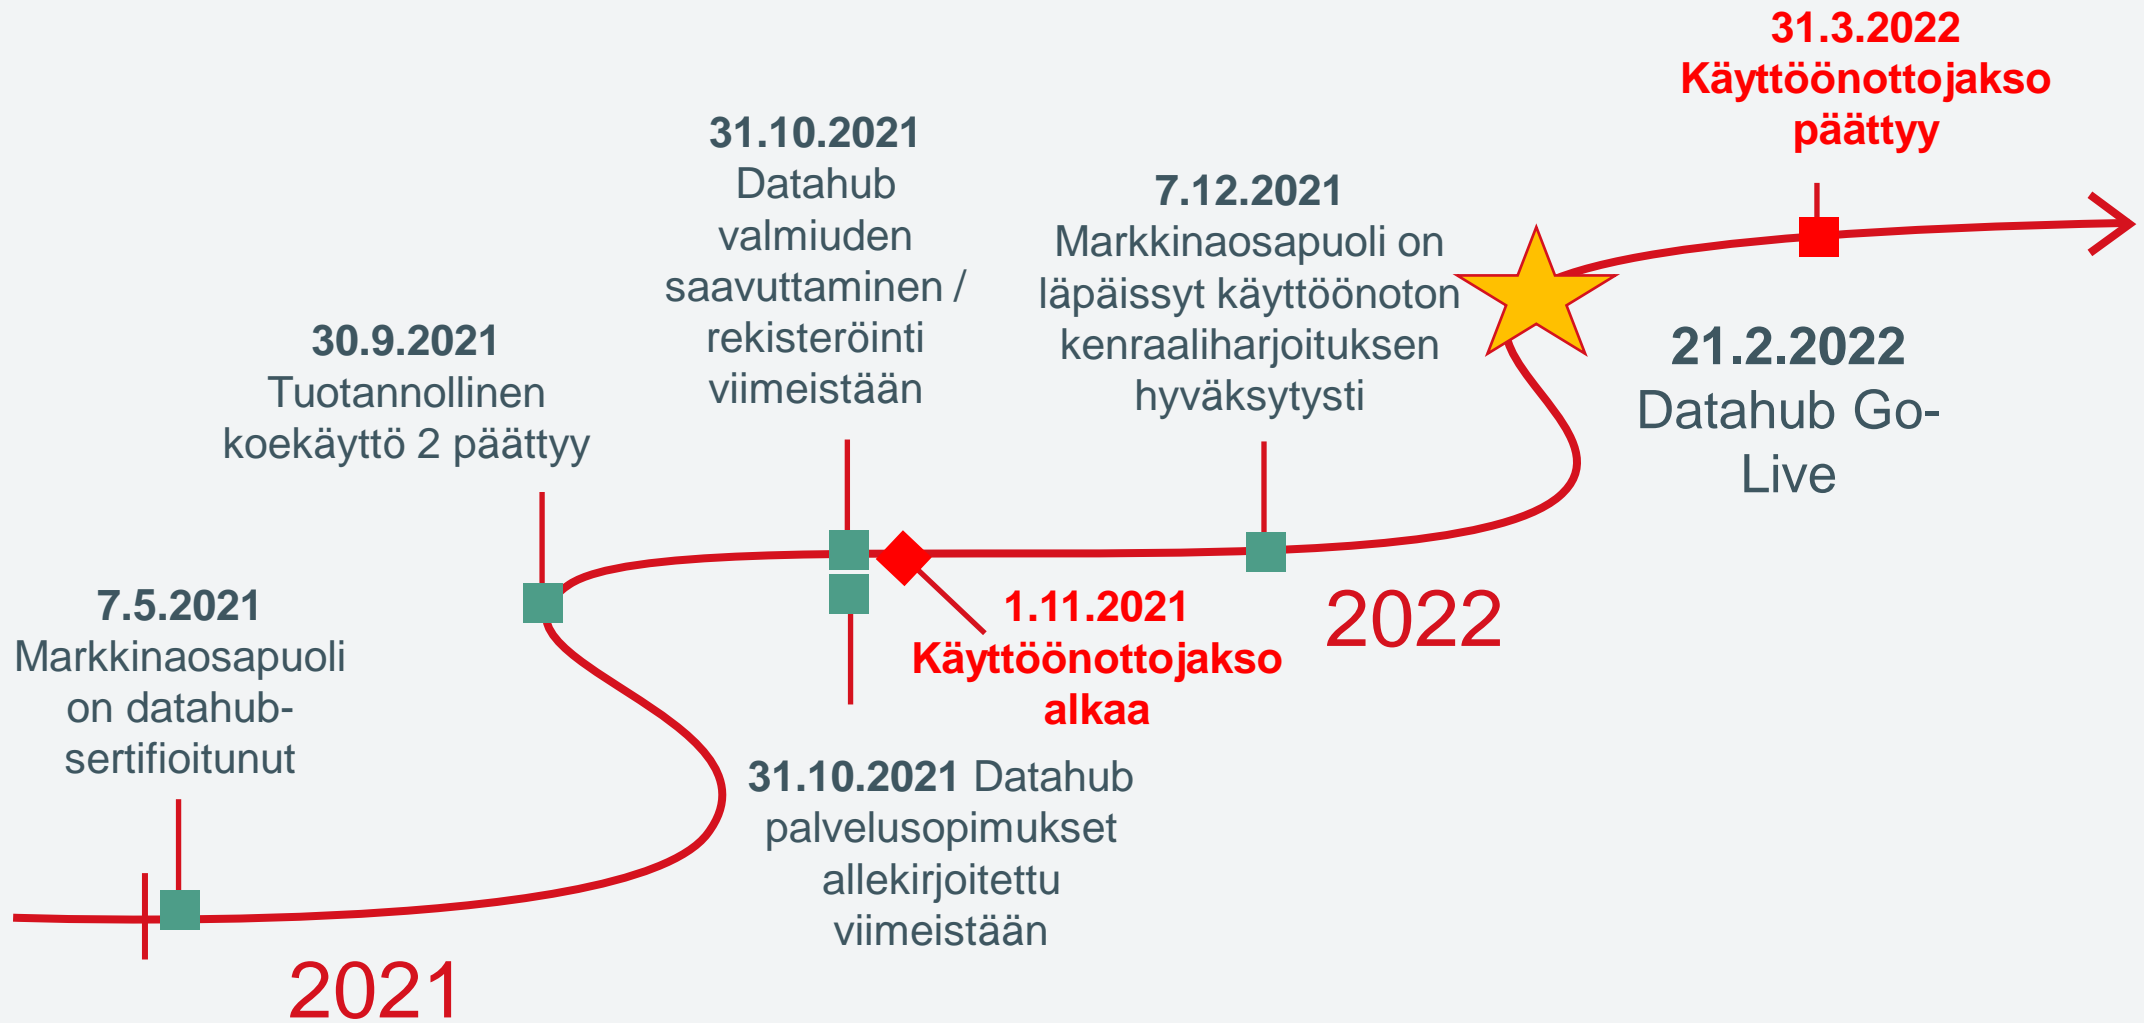 7.5.2021
Markkinaosapuoli
on datahub-
sertifioitunut
30.9.2021
Tuotannollinen
koekäyttö 2 päättyy
31.10.2021
Datahub
valmiuden
saavuttaminen /
rekisteröinti
viimeistään
31.10.2021 Datahub
palvelusopimukset
allekirjoitettu
viimeistään
1.11.2021
Käyttöönottojakso
alkaa
7.12.2021
Markkinaosapuoli on
läpäissyt käyttöönoton
kenraaliharjoituksen
hyväksytysti
21.2.2022
Datahub Go-
Live
31.3.2022
Käyttöönottojakso
päättyy
2021
2022